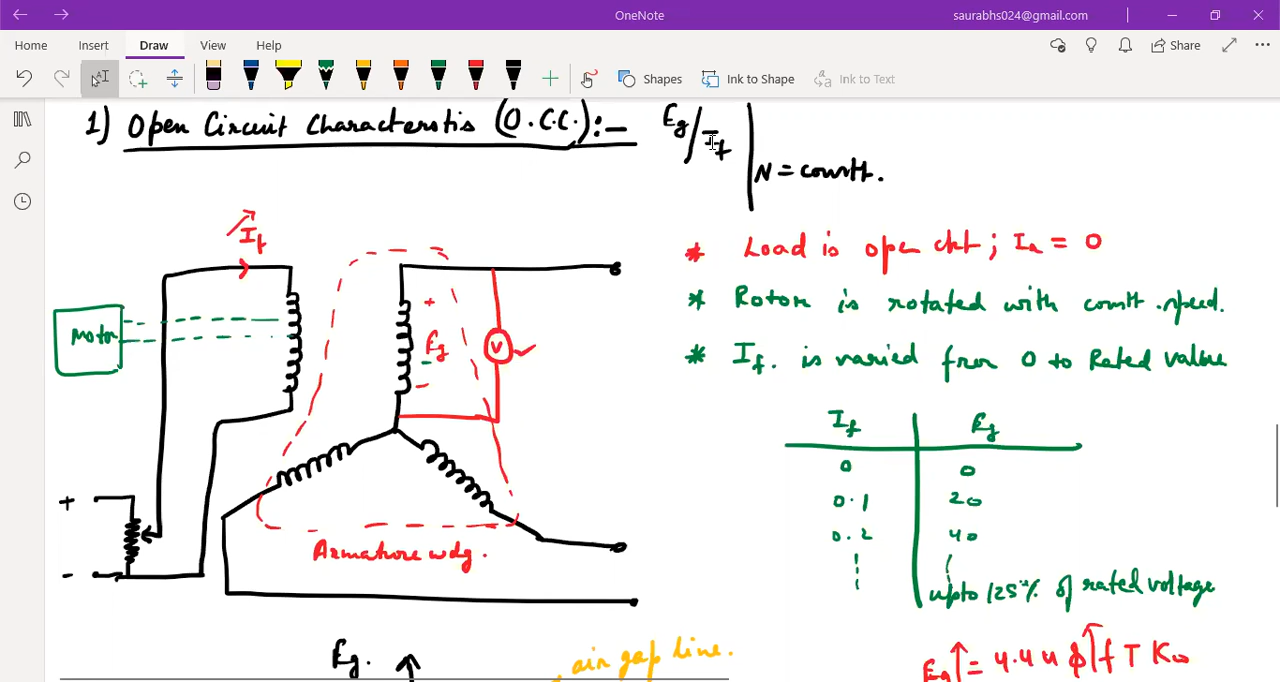 OneNote
saurabhs024@gmail.com
Home Insert Draw View Help
Share
Shapes
Ink to Shape
Ink to Text
1) Open Circuit Characterstis (O.C.C.):-
Eg/If | N = constt.
If
Motor
+
Eg
-
V
* Load is open ckt ; Ia = 0
* Rotor is rotated with constt. speed.
* If. is varied from 0 to Rated value
If Eg
0 0
0.1 20
0.2 40
upto 125% of rated voltage
+
-
Armature wdg.
Eg.
air gap line.
Eg↑ = 4.44 φ↑ f T Kω